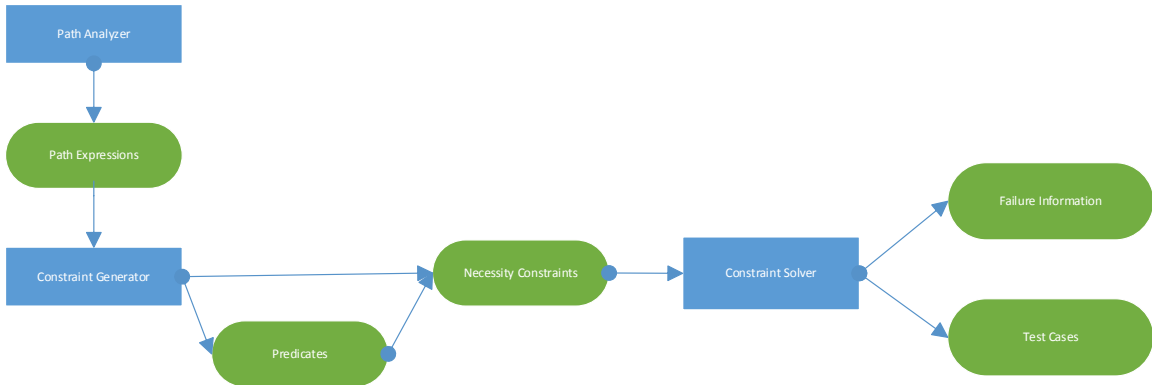 Path Analyzer
Path Expressions
Constraint Generator
Predicates
Necessity Constraints
Constraint Solver
Failure Information
Test Cases